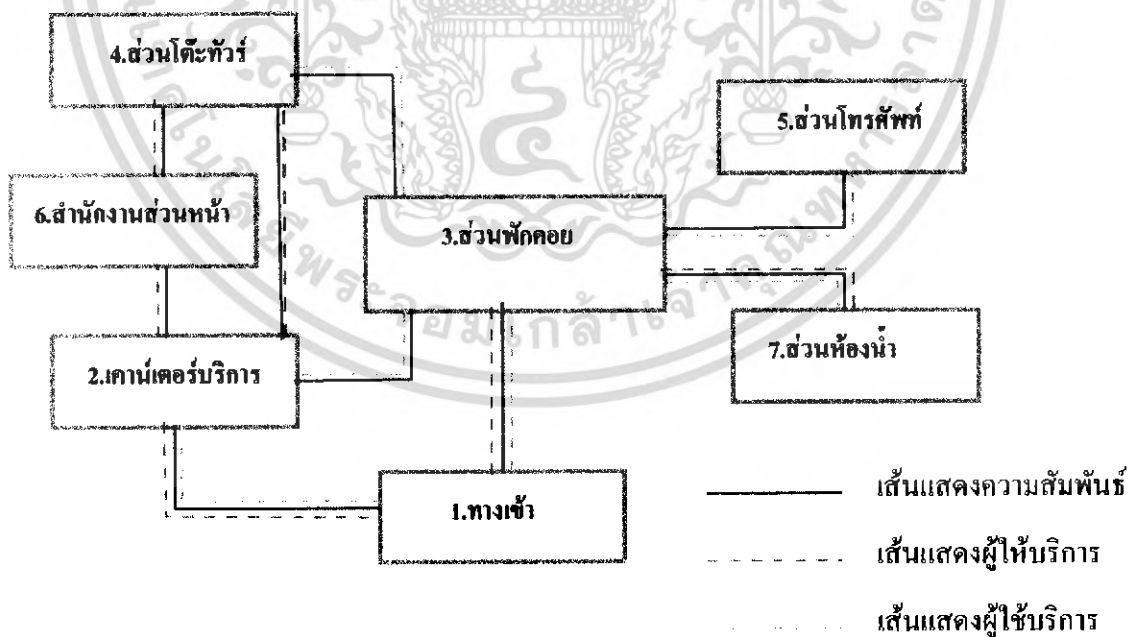 4.ส่วนโต๊ะทัวร์
5.ส่วนโทรศัพท์
6.สำนักงานส่วนหน้า
3.ส่วนพักคอย
2.เคาน์เตอร์บริการ
7.ส่วนห้องน้ำ
1.ทางเข้า
เส้นแสดงความสัมพันธ์
เส้นแสดงผู้ให้บริการ
เส้นแสดงผู้ใช้บริการ